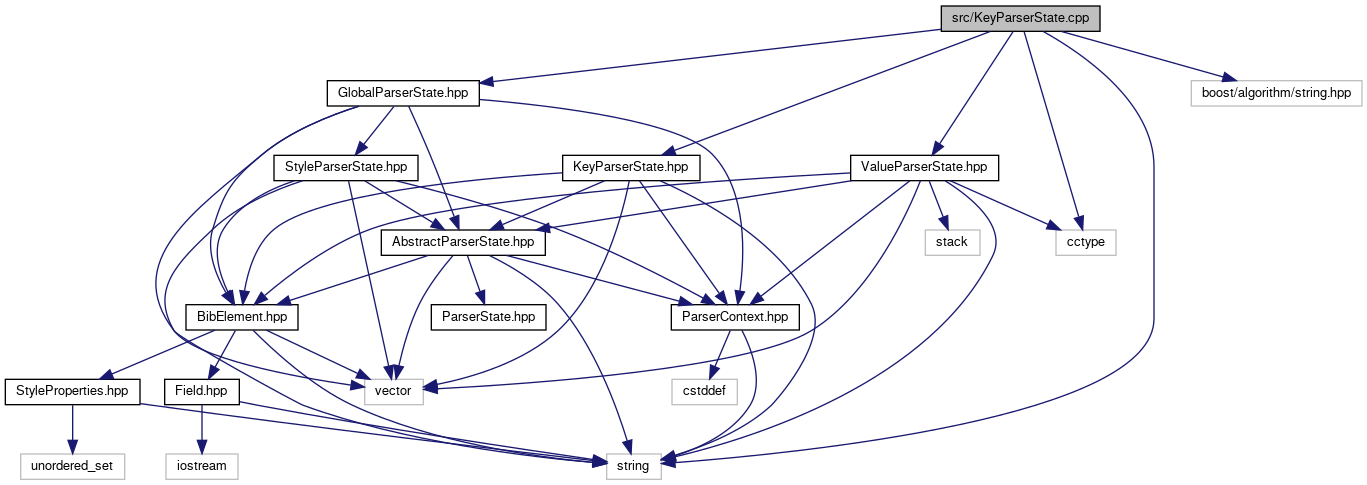 src/KeyParserState.cpp
GlobalParserState.hpp
boost/algorithm/string.hpp
StyleParserState.hpp
KeyParserState.hpp
ValueParserState.hpp
AbstractParserState.hpp
stack
cctype
BibElement.hpp
ParserState.hpp
ParserContext.hpp
StyleProperties.hpp
Field.hpp
vector
cstddef
unordered_set
iostream
string